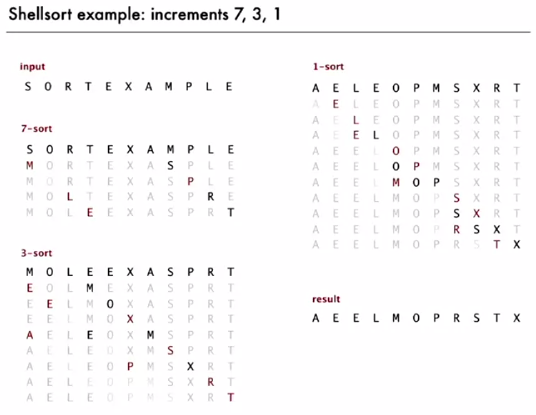 Shellsort example: increments 7, 3, 1
input
S O R T E X A M P L E
7-sort
S O R T E X A M P L E
M O R T E X A S P L E
M O R T E X A S P L E
M O L T E X A S P R E
M O L E E X A S P R T
3-sort
M O L E E X A S P R T
E O L M E X A S P R T
E E L M O X A S P R T
E E L M O X A S P R T
A E L E O X M S P R T
A E L E O X M S P R T
A E L E O P M S X R T
A E L E O P M S X R T
A E L E O P M S X R T
1-sort
A E L E O P M S X R T
A E L E O P M S X R T
A E L E O P M S X R T
A E E L O P M S X R T
A E E L O P M S X R T
A E E L O P M S X R T
A E E L M O P S X R T
A E E L M O P S X R T
A E E L M O P S X R T
A E E L M O P R S X T
A E E L M O P R S T X
result
A E E L M O P R S T X